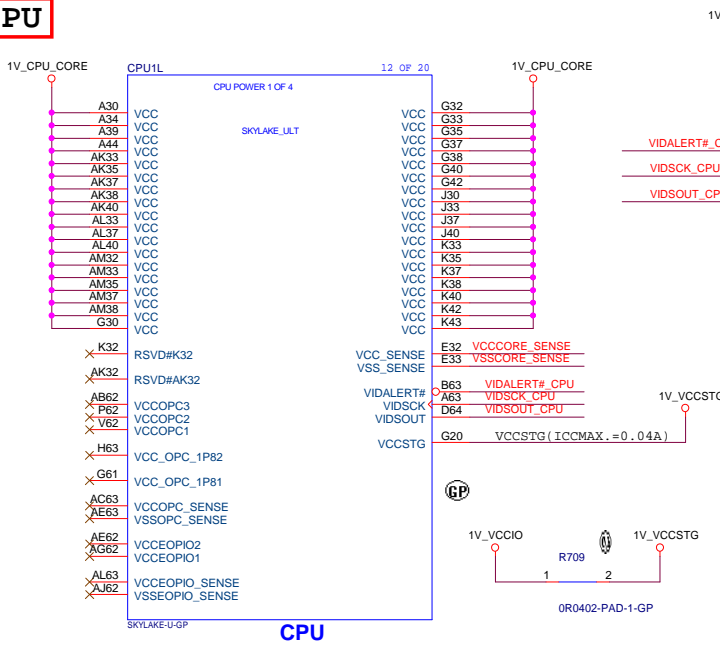 PU
1V_CPU_CORE
CPU1L
12 OF 20
1V_CPU_CORE
CPU POWER 1 OF 4
SKYLAKE_ULT
A30 VCC VCC G32
A34 VCC VCC G33
A39 VCC VCC G35
A44 VCC VCC G37
AK33 VCC VCC G38
AK35 VCC VCC G40
AK37 VCC VCC G42
AK38 VCC VCC J30
AK40 VCC VCC J33
AL33 VCC VCC J37
AL37 VCC VCC J40
AL40 VCC VCC K33
AM32 VCC VCC K35
AM33 VCC VCC K37
AM35 VCC VCC K38
AM37 VCC VCC K40
AM38 VCC VCC K42
G30 VCC VCC K43
K32 RSVD#K32
AK32 RSVD#AK32
AB62 VCCOPC3
P62 VCCOPC2
V62 VCCOPC1
H63 VCC_OPC_1P82
G61 VCC_OPC_1P81
AC63 VCCOPC_SENSE
AE63 VSSOPC_SENSE
AE62 VCCEOPIO2
AG62 VCCEOPIO1
AL63 VCCEOPIO_SENSE
AJ62 VSSEOPIO_SENSE
VCC_SENSE E32 VCCCORE_SENSE
VSS_SENSE E33 VSSCORE_SENSE
VIDALERT# B63 VIDALERT#_CPU
VIDSCK A63 VIDSCK_CPU
VIDSOUT D64 VIDSOUT_CPU
VCCSTG G20 VCCSTG(ICCMAX.=0.04A)
SKYLAKE-U-GP
CPU
1V
VIDALERT#_C
VIDSCK_CPU
VIDSOUT_CP
1V_VCCSTG
GP
1V_VCCIO
1V_VCCSTG
R709
1 2
0R0402-PAD-1-GP